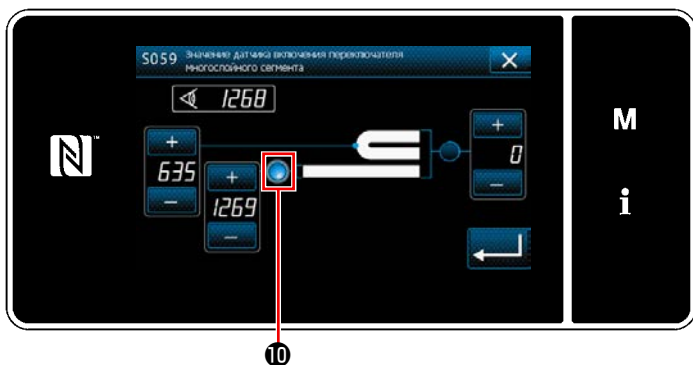 S059 Значение датчика включения переключателя
многослойного сегмента
1268
M
+
+
635
+
0
N
−
1269
−
i
−
⓾